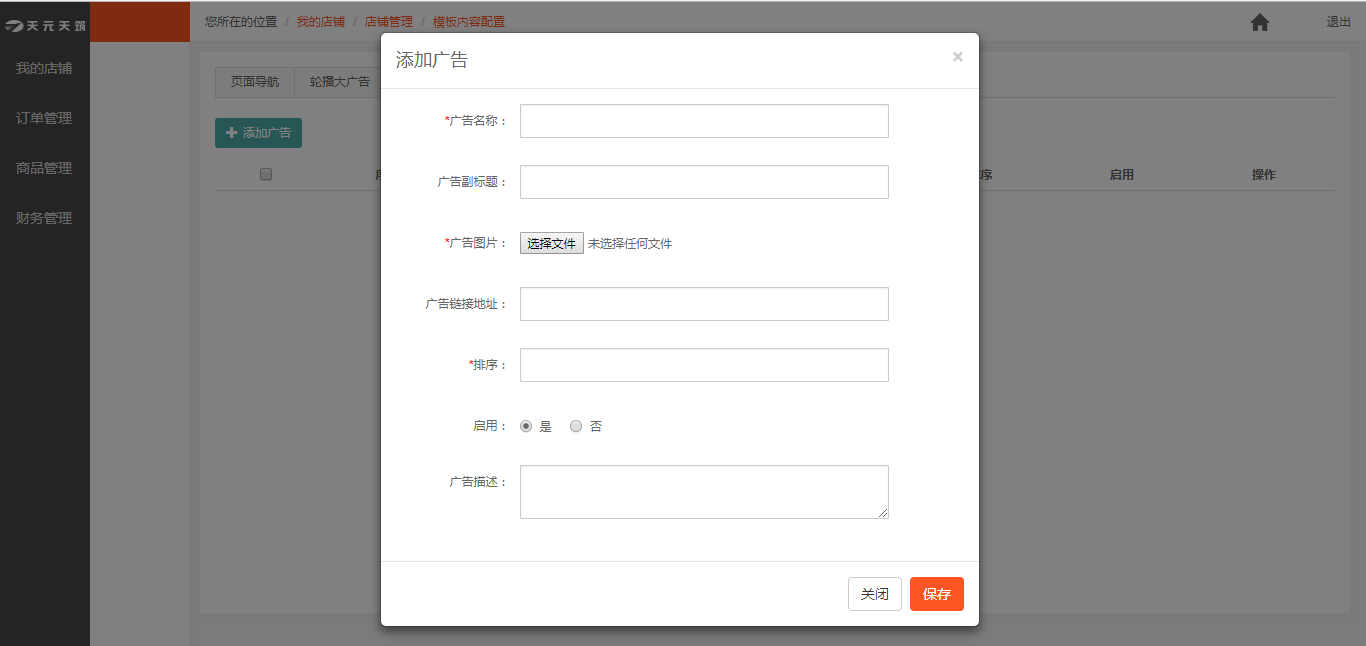 天元天筑
您所在的位置 / 我的店铺 / 店铺管理 / 模板内容配置
退出
我的店铺
订单管理
商品管理
财务管理
页面导航
轮播大广告
添加广告
启用
操作
添加广告
×
*广告名称：
广告副标题：
*广告图片：
选择文件 未选择任何文件
广告链接地址：
*排序：
启用：
是 否
广告描述：
关闭
保存